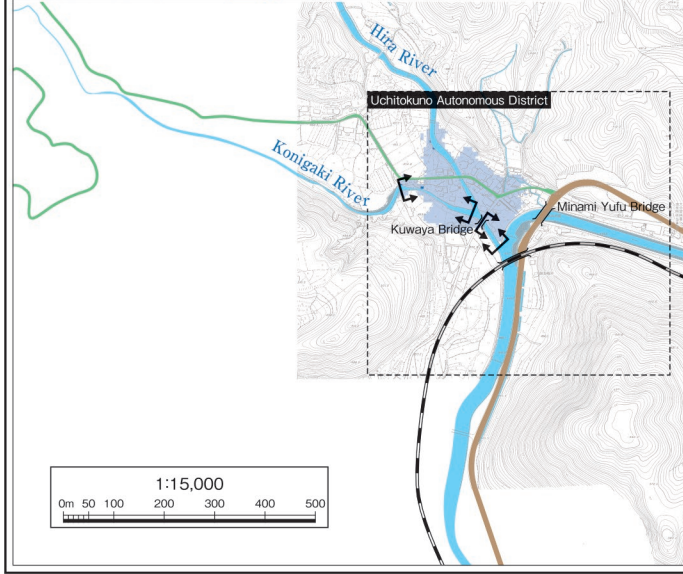 Hira River
Uchitokuno Autonomous District
Konigaki River
Minami Yufu Bridge
Kuwaya Bridge
1:15,000
0m 50 100 200 300 400 500